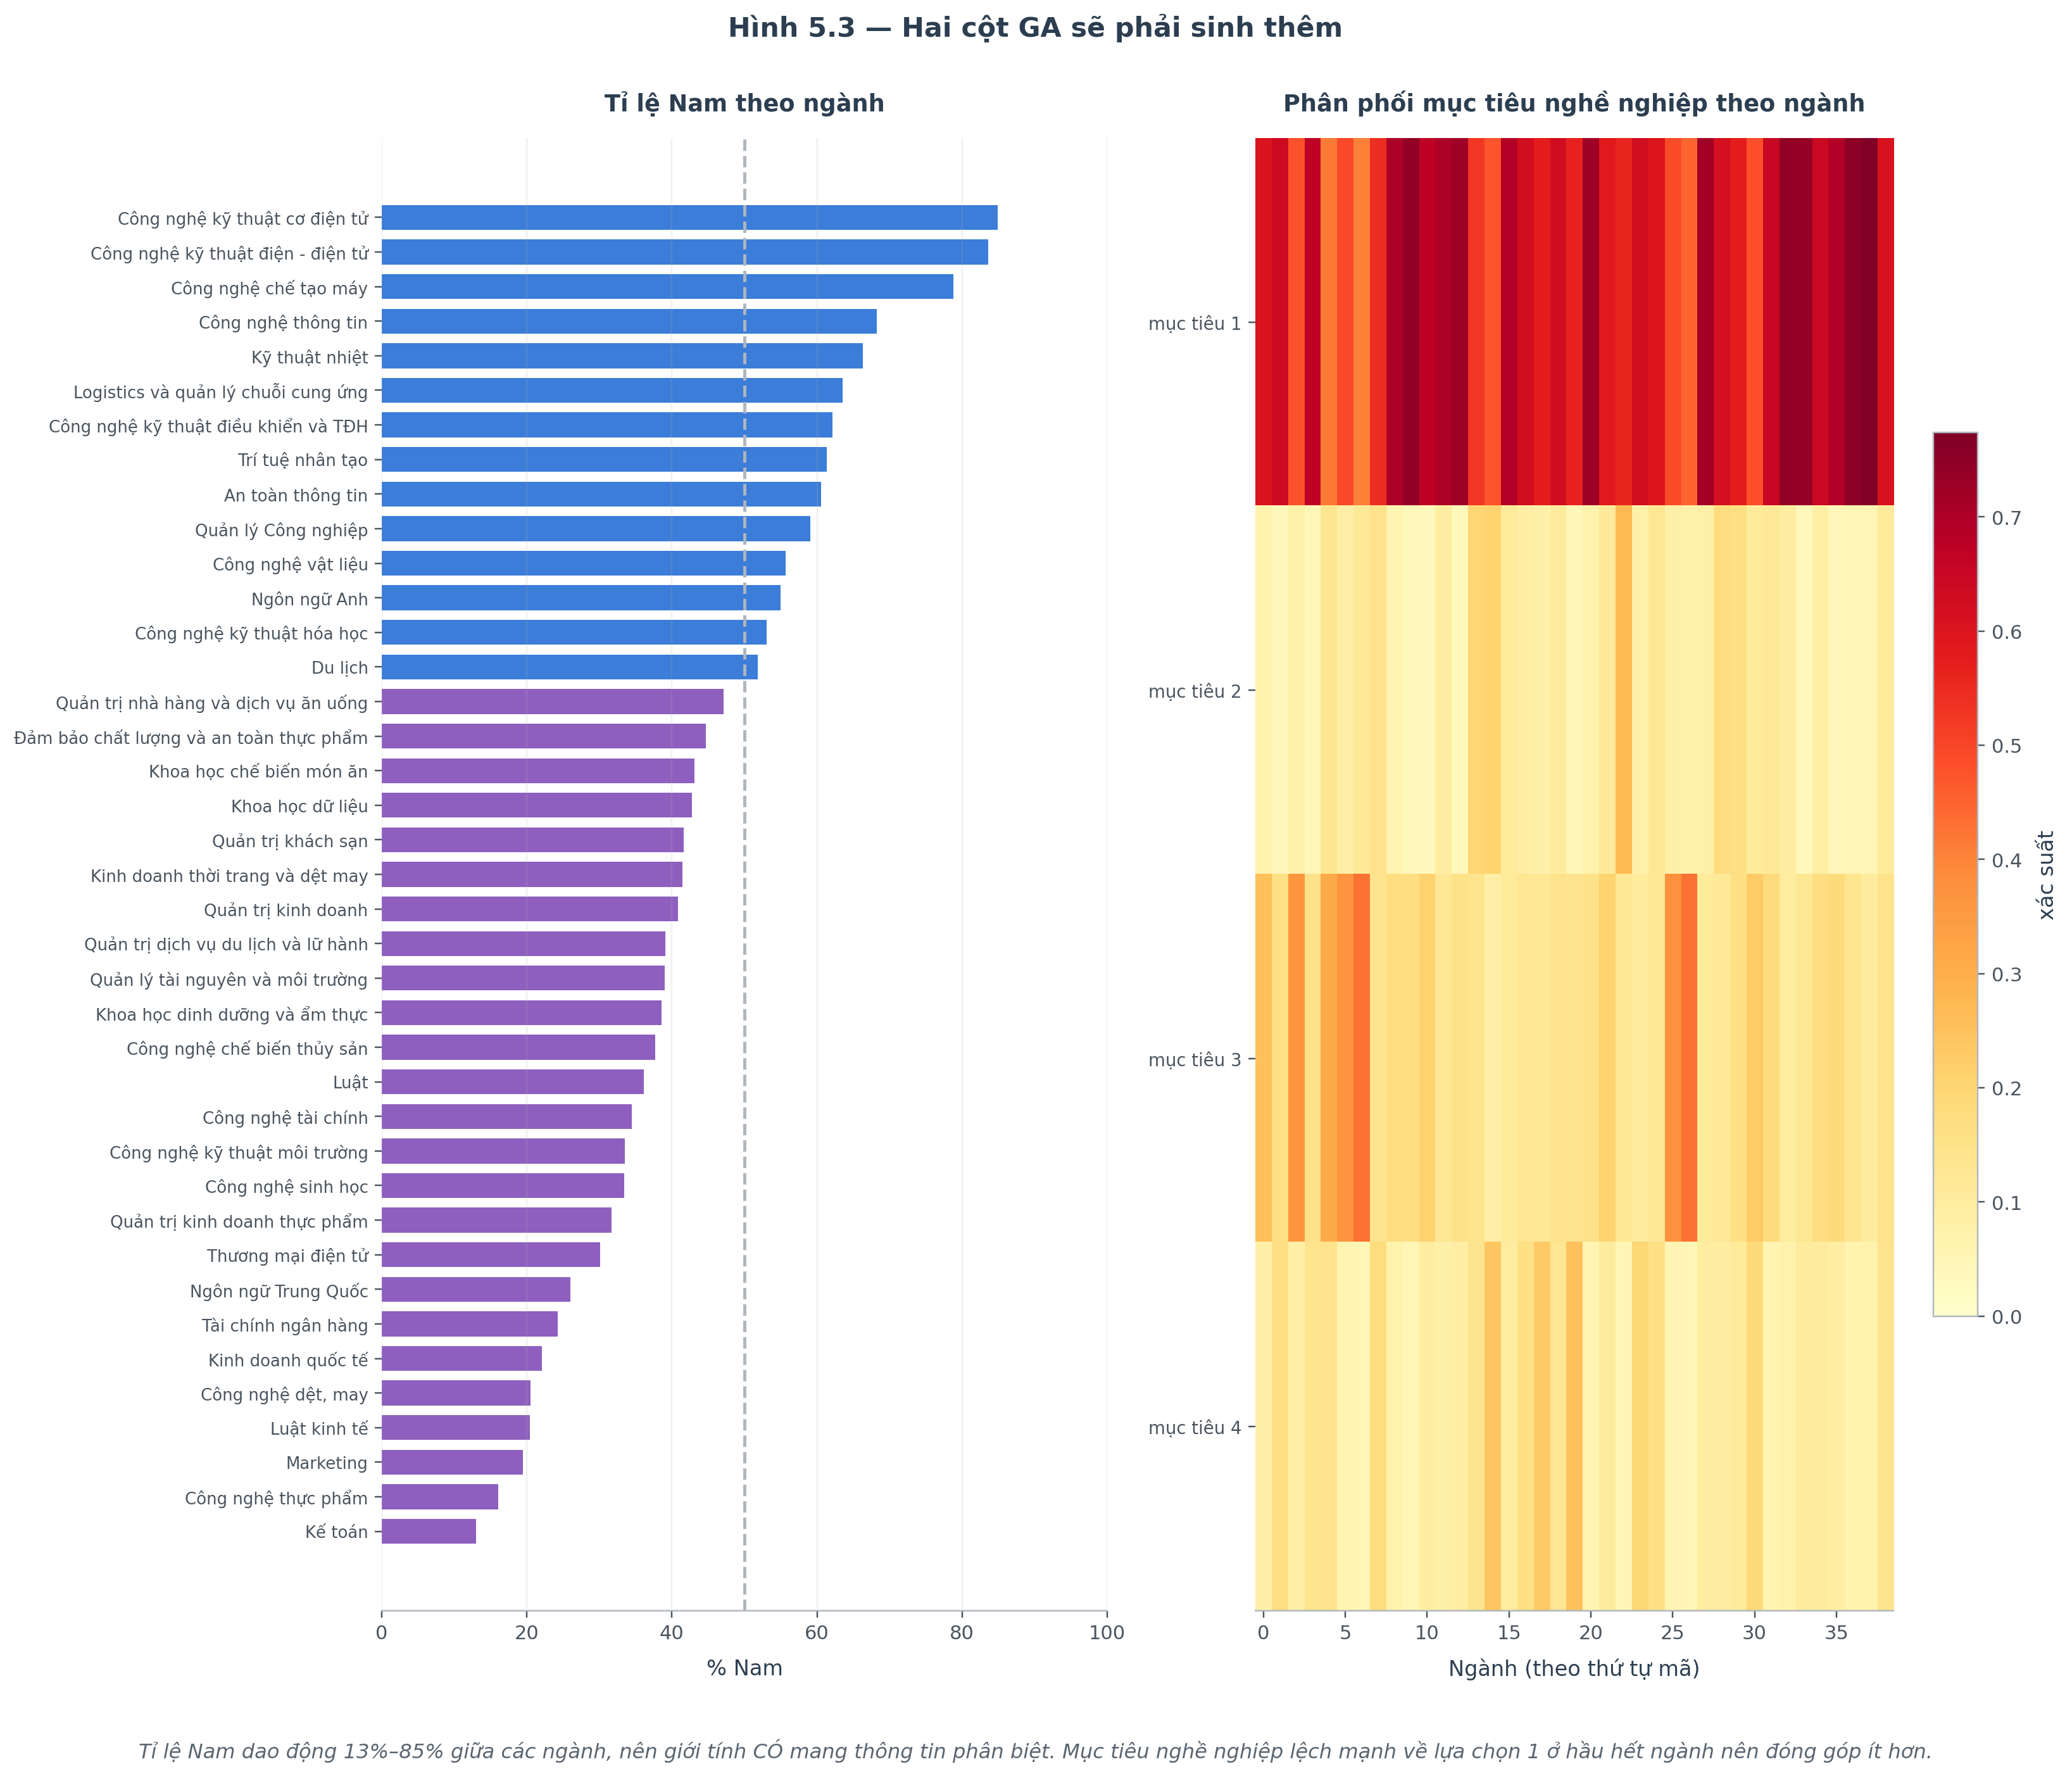 Hình 5.3 — Hai cột GA sẽ phải sinh thêm
Tỉ lệ Nam theo ngành
Công nghệ kỹ thuật cơ điện tử
Công nghệ kỹ thuật điện - điện tử
Công nghệ chế tạo máy
Công nghệ thông tin
Kỹ thuật nhiệt
Logistics và quản lý chuỗi cung ứng
Công nghệ kỹ thuật điều khiển và TĐH
Trí tuệ nhân tạo
An toàn thông tin
Quản lý Công nghiệp
Công nghệ vật liệu
Ngôn ngữ Anh
Công nghệ kỹ thuật hóa học
Du lịch
Quản trị nhà hàng và dịch vụ ăn uống
Đảm bảo chất lượng và an toàn thực phẩm
Khoa học chế biến món ăn
Khoa học dữ liệu
Quản trị khách sạn
Kinh doanh thời trang và dệt may
Quản trị kinh doanh
Quản trị dịch vụ du lịch và lữ hành
Quản lý tài nguyên và môi trường
Khoa học dinh dưỡng và ẩm thực
Công nghệ chế biến thủy sản
Luật
Công nghệ tài chính
Công nghệ kỹ thuật môi trường
Công nghệ sinh học
Quản trị kinh doanh thực phẩm
Thương mại điện tử
Ngôn ngữ Trung Quốc
Tài chính ngân hàng
Kinh doanh quốc tế
Công nghệ dệt, may
Luật kinh tế
Marketing
Công nghệ thực phẩm
Kế toán
0 20 40 60 80 100
% Nam
Phân phối mục tiêu nghề nghiệp theo ngành
mục tiêu 1
mục tiêu 2
mục tiêu 3
mục tiêu 4
0 5 10 15 20 25 30 35
Ngành (theo thứ tự mã)
0.7
0.6
0.5
0.4
0.3
0.2
0.1
0.0
xác suất
Tỉ lệ Nam dao động 13%–85% giữa các ngành, nên giới tính CÓ mang thông tin phân biệt. Mục tiêu nghề nghiệp lệch mạnh về lựa chọn 1 ở hầu hết ngành nên đóng góp ít hơn.